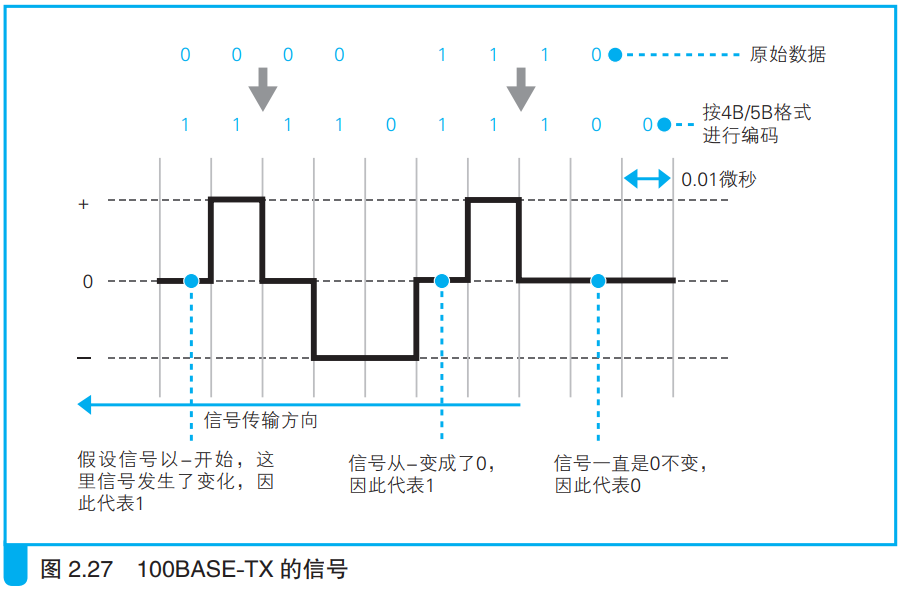 0 0 0 0 1 1 1 0 原始数据
1 1 1 1 0 1 1 1 0 0 按4B/5B格式
进行编码
0.01微秒
+
0
—
信号传输方向
假设信号以－开始，这
里信号发生了变化，因
此代表1
信号从－变成了0，
因此代表1
信号一直是0不变，
因此代表0
图 2.27 100BASE-TX 的信号